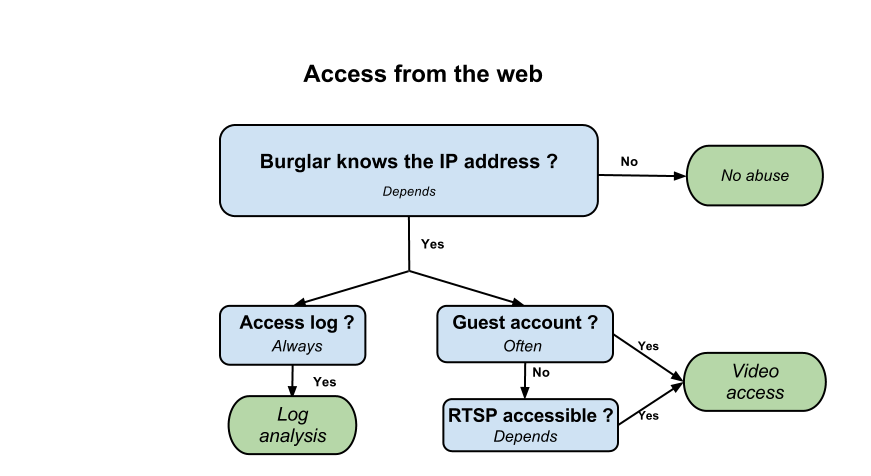 Access from the web
Burglar knows the IP address ?
Depends
No
No abuse
Yes
Access log ?
Always
Guest account ?
Often
Yes
Video
access
Yes
No
Log
analysis
RTSP accessible ?
Depends
Yes